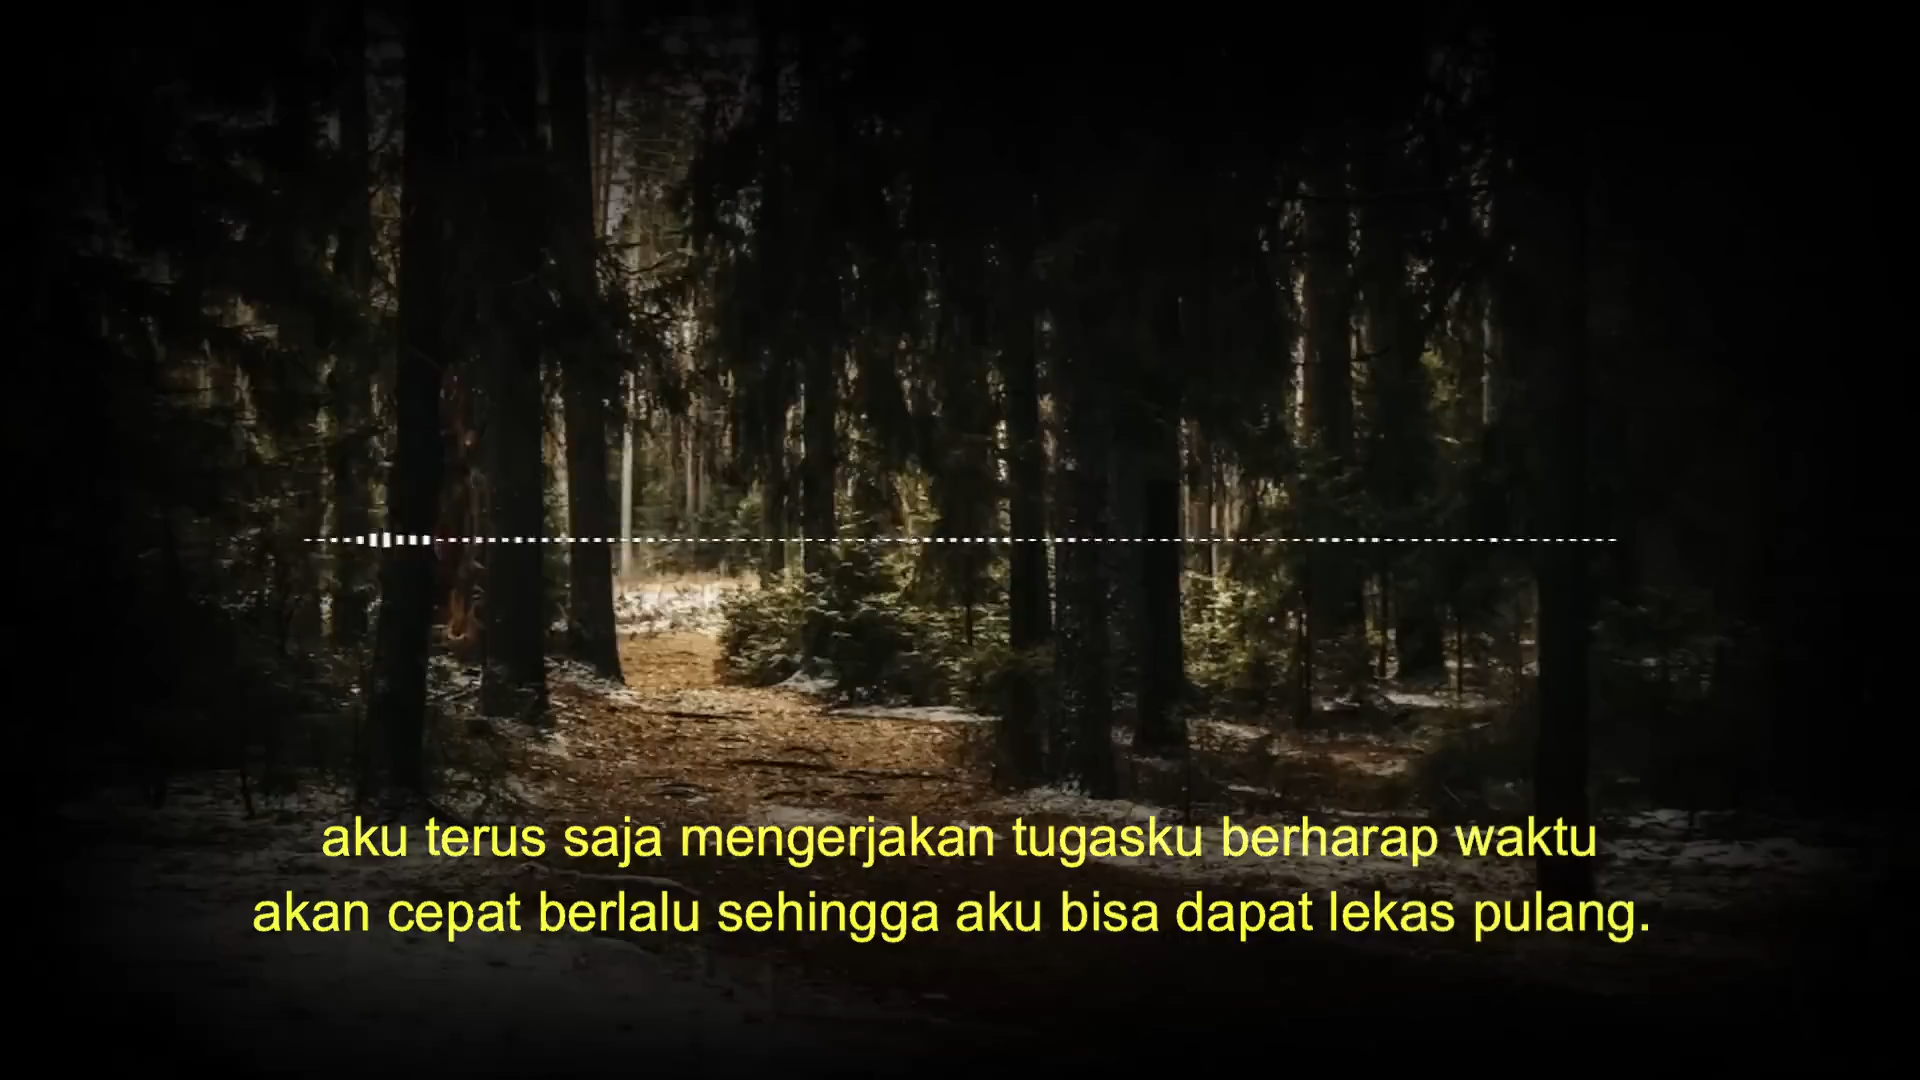 aku terus saja mengerjakan tugasku berharap waktu
akan cepat berlalu sehingga aku bisa dapat lekas pulang.